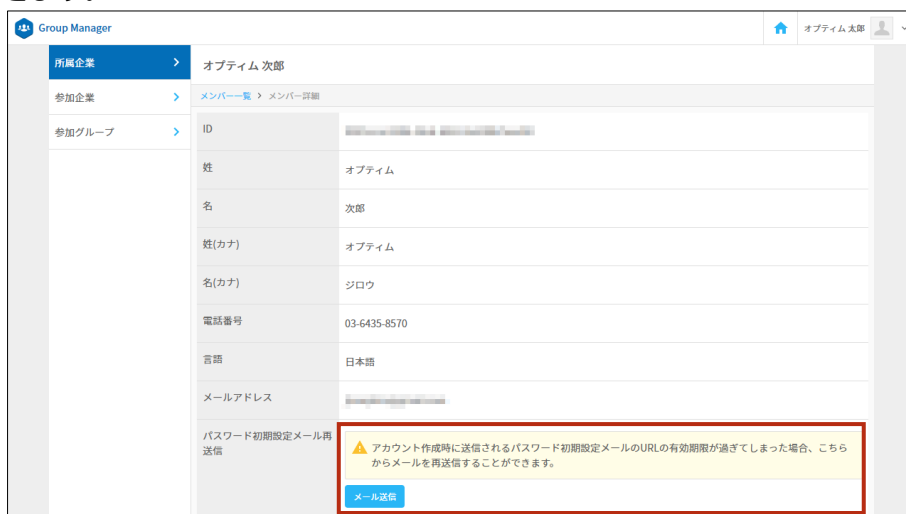 Group Manager
オプティム 太郎
所属企業
参加企業
参加グループ
オプティム 次郎
メンバー一覧 > メンバー詳細
ID
姓
オプティム
名
次郎
姓(カナ)
オプティム
名(カナ)
ジロウ
電話番号
03-6435-8570
言語
日本語
メールアドレス
パスワード初期設定メール再
送信
アカウント作成時に送信されるパスワード初期設定メールのURLの有効期限が過ぎてしまった場合、こちら
からメールを再送信することができます。
メール送信